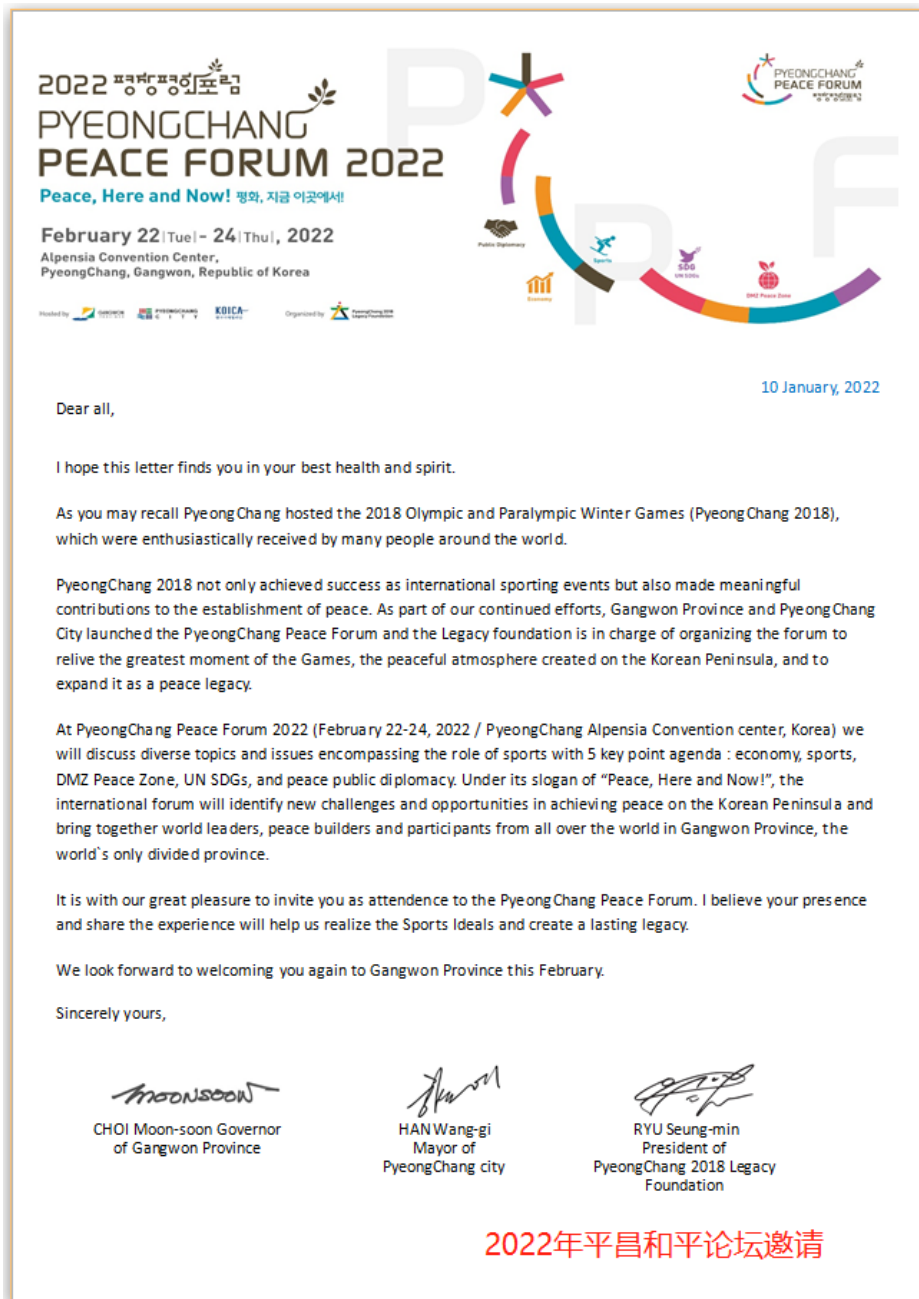 2022 평창평화포럼
PYEONGCHANG
PEACE FORUM 2022
Peace, Here and Now! 평화, 지금 이곳에서!
February 22|Tue|- 24|Thu|, 2022
Alpensia Convention Center,
PyeongChang, Gangwon, Republic of Korea
Hosted by
PYEONGCHANG
CITY
KOICA
Organized by
PyeongChang 2018
Legacy Foundation
P
P
F
Public Diplomacy
Economy
Sports
SDG
UN SDGs
DMZ Peace Zone
PYEONGCHANG
PEACE FORUM
평창평화포럼
10 January, 2022
Dear all,
I hope this letter finds you in your best health and spirit.
As you may recall PyeongChang hosted the 2018 Olympic and Paralympic Winter Games (PyeongChang 2018),
which were enthusiastically received by many people around the world.
PyeongChang 2018 not only achieved success as international sporting events but also made meaningful
contributions to the establishment of peace. As part of our continued efforts, Gangwon Province and PyeongChang
City launched the PyeongChang Peace Forum and the Legacy foundation is in charge of organizing the forum to
relive the greatest moment of the Games, the peaceful atmosphere created on the Korean Peninsula, and to
expand it as a peace legacy.
At PyeongChang Peace Forum 2022 (February 22-24, 2022 / PyeongChang Alpensia Convention center, Korea) we
will discuss diverse topics and issues encompassing the role of sports with 5 key point agenda : economy, sports,
DMZ Peace Zone, UN SDGs, and peace public diplomacy. Under its slogan of “Peace, Here and Now!”, the
international forum will identify new challenges and opportunities in achieving peace on the Korean Peninsula and
bring together world leaders, peace builders and participants from all over the world in Gangwon Province, the
world`s only divided province.
It is with our great pleasure to invite you as attendence to the PyeongChang Peace Forum. I believe your presence
and share the experience will help us realize the Sports Ideals and create a lasting legacy.
We look forward to welcoming you again to Gangwon Province this February.
Sincerely yours,
MOONSOON
CHOI Moon-soon Governor
of Gangwon Province
HAN Wang-gi
Mayor of
PyeongChang city
RYU Seung-min
President of
PyeongChang 2018 Legacy
Foundation
2022年平昌和平论坛邀请